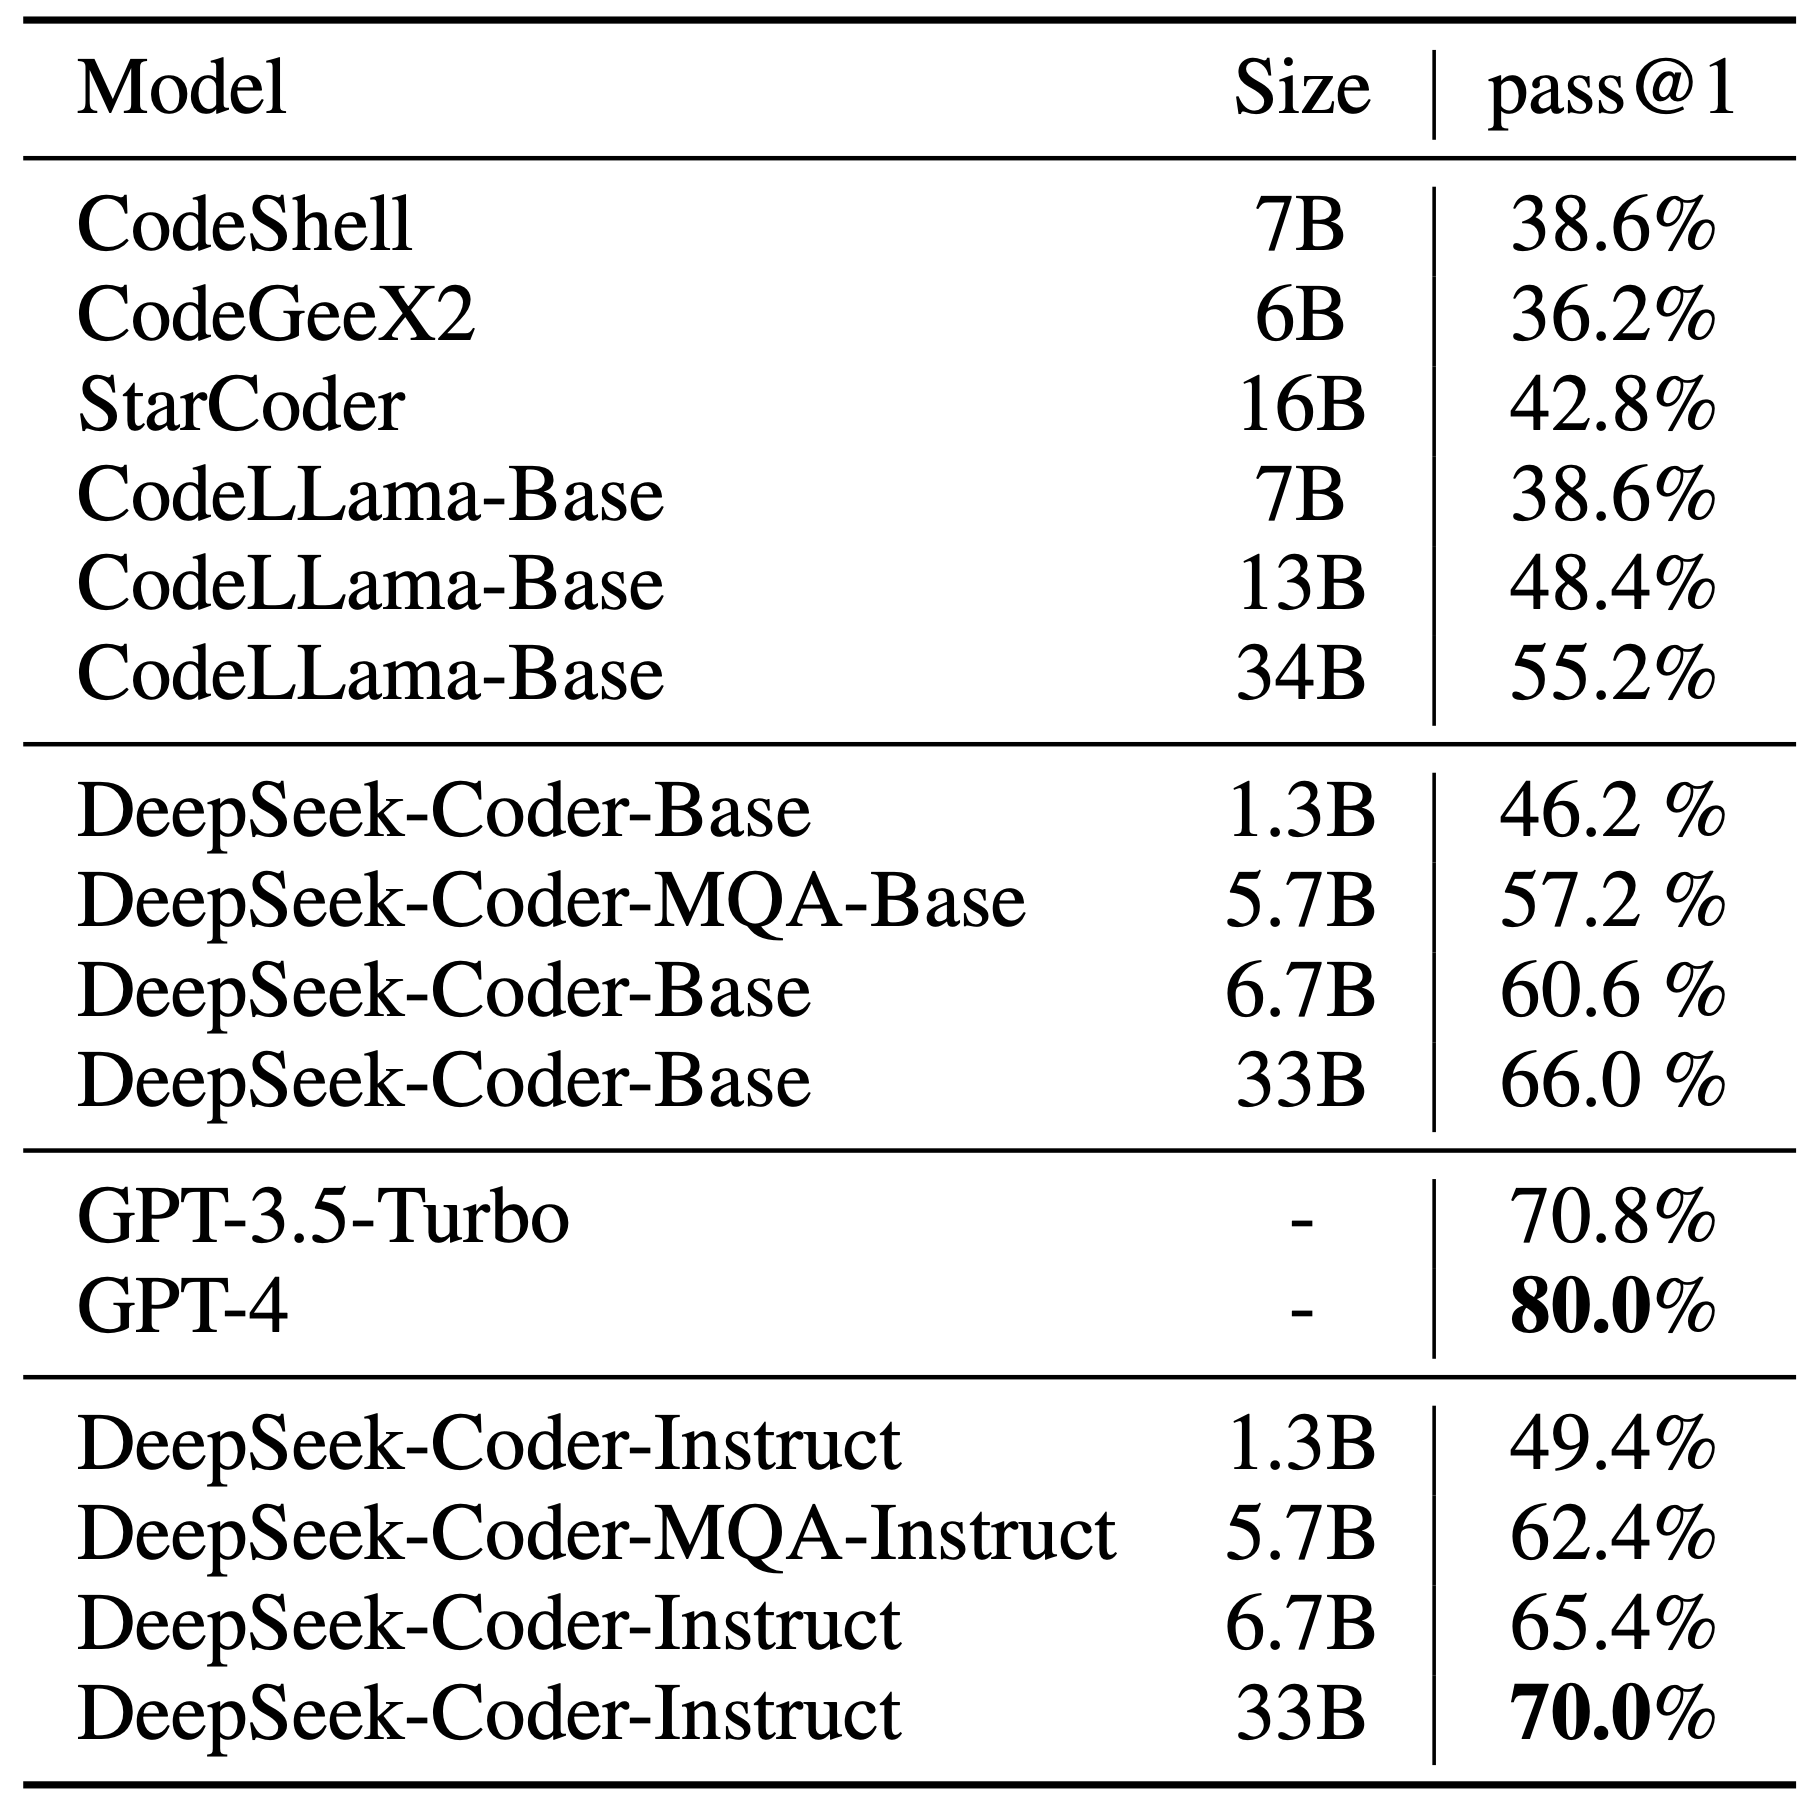 Model Size pass@1
CodeShell 7B 38.6%
CodeGeeX2 6B 36.2%
StarCoder 16B 42.8%
CodeLLama-Base 7B 38.6%
CodeLLama-Base 13B 48.4%
CodeLLama-Base 34B 55.2%
DeepSeek-Coder-Base 1.3B 46.2 %
DeepSeek-Coder-MQA-Base 5.7B 57.2 %
DeepSeek-Coder-Base 6.7B 60.6 %
DeepSeek-Coder-Base 33B 66.0 %
GPT-3.5-Turbo - 70.8%
GPT-4 - 80.0%
DeepSeek-Coder-Instruct 1.3B 49.4%
DeepSeek-Coder-MQA-Instruct 5.7B 62.4%
DeepSeek-Coder-Instruct 6.7B 65.4%
DeepSeek-Coder-Instruct 33B 70.0%